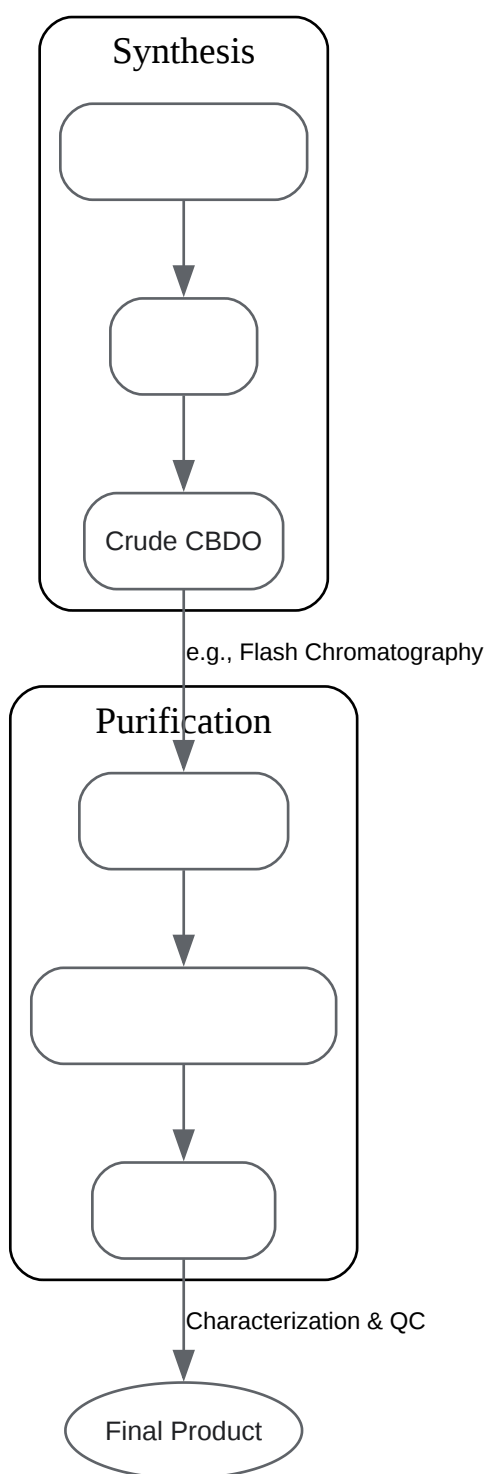 Synthesis
Crude CBDO
e.g., Flash Chromatography
Purification
Characterization & QC
Final Product